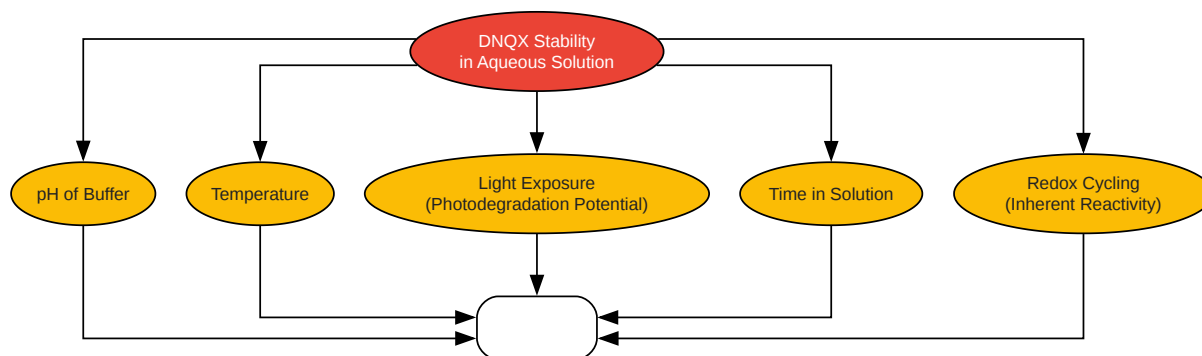 DNQX Stability
in Aqueous Solution
pH of Buffer
Temperature
Light Exposure
(Photodegradation Potential)
Time in Solution
Redox Cycling
(Inherent Reactivity)